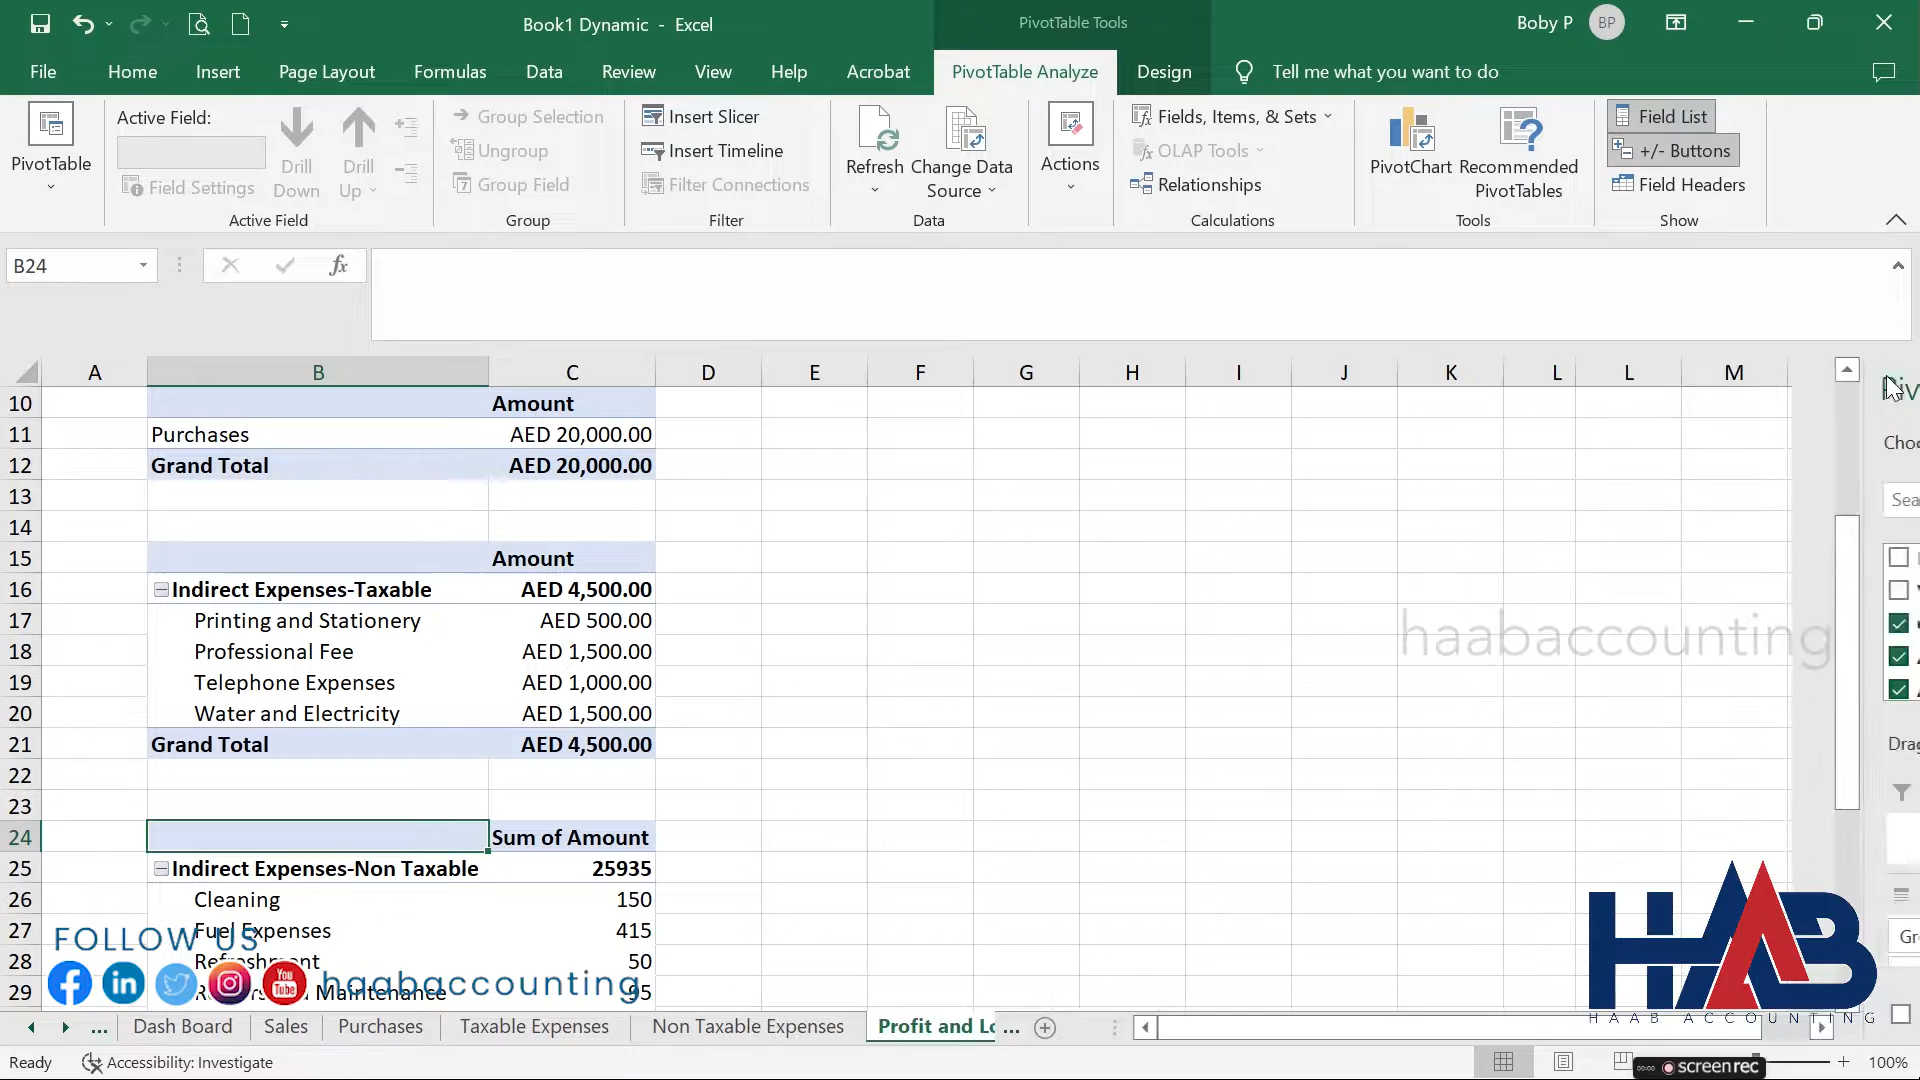 Book1 Dynamic - Excel
PivotTable Tools
Boby P
BP
File Home Insert Page Layout Formulas Data Review View Help Acrobat PivotTable Analyze Design Tell me what you want to do
PivotTable
Active Field:
Field Settings
Drill Down
Drill Up
Active Field
Group Selection
Ungroup
Group Field
Group
Insert Slicer
Insert Timeline
Filter Connections
Filter
Refresh
Change Data Source
Data
Actions
Fields, Items, & Sets
OLAP Tools
Relationships
Calculations
PivotChart
Recommended PivotTables
Tools
Field List
+/- Buttons
Field Headers
Show
B24
fx
A B C D E F G H I J K L L M
10 Amount
11 Purchases AED 20,000.00
12 Grand Total AED 20,000.00
13
14
15 Amount
16 Indirect Expenses-Taxable AED 4,500.00
17 Printing and Stationery AED 500.00
18 Professional Fee AED 1,500.00
19 Telephone Expenses AED 1,000.00
20 Water and Electricity AED 1,500.00
21 Grand Total AED 4,500.00
22
23
24 Sum of Amount
25 Indirect Expenses-Non Taxable 25935
26 Cleaning 150
27 Fuel Expenses 415
28 Refreshment 50
29 Maintenance
haabaccounting
FOLLOW US
You Tube
haabaccounting
HAAB
HAAB ACCOUNTING
... Dash Board Sales Purchases Taxable Expenses Non Taxable Expenses Profit and Lo ...
Ready
Accessibility: Investigate
screenrec
100%